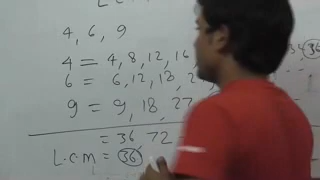 L.C
4, 6, 9
4 = 4, 8, 12, 16 36
6 = 6, 12, 18, 2
9 = 9, 18, 27
= 36, 72
L.C.M = 36